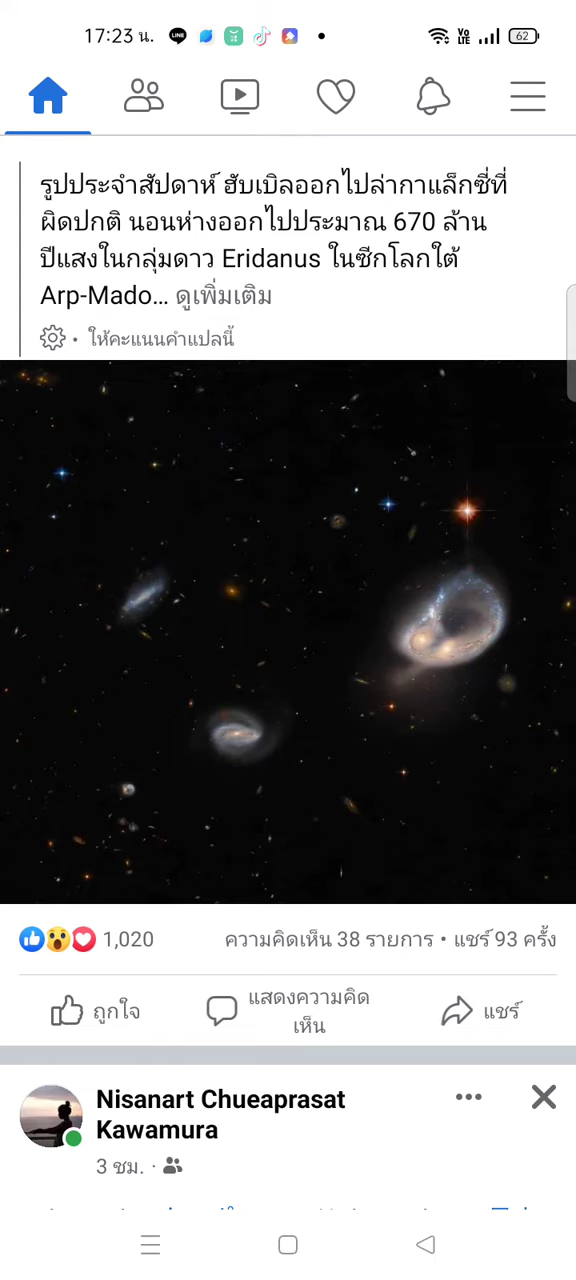 17:23 น.
LINE
VO LTE
62
รูปประจำสัปดาห์ ฮับเบิลออกไปล่ากาแล็กซี่ที่
ผิดปกติ นอนห่างออกไปประมาณ 670 ล้าน
ปีแสงในกลุ่มดาว Eridanus ในซีกโลกใต้
Arp-Mado... ดูเพิ่มเติม
· ให้คะแนนคำแปลนี้
1,020
ความคิดเห็น 38 รายการ • แชร์ 93 ครั้ง
ถูกใจ
แสดงความคิด
เห็น
แชร์
Nisanart Chueaprasat
Kawamura
3 ชม. ·